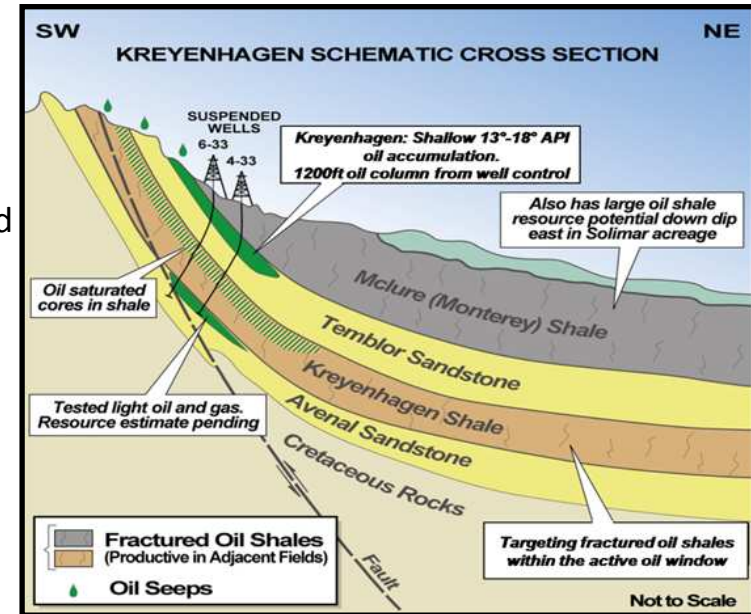 SW
NE
KREYENHAGEN SCHEMATIC CROSS SECTION
SUSPENDED
WELLS
6-33
4-33
Kreyenhagen: Shallow 13°-18° API
oil accumulation.
1200ft oil column from well control
Also has large oil shale
resource potential down dip
east in Solimar acreage
d
Oil saturated
cores in shale
Mclure (Monterey) Shale
Temblor Sandstone
Kreyenhagen Shale
Avenal Sandstone
Cretaceous Rocks
Tested light oil and gas.
Resource estimate pending
Fault
Targeting fractured oil shales
within the active oil window
Fractured Oil Shales
(Productive in Adjacent Fields)
Oil Seeps
Not to Scale